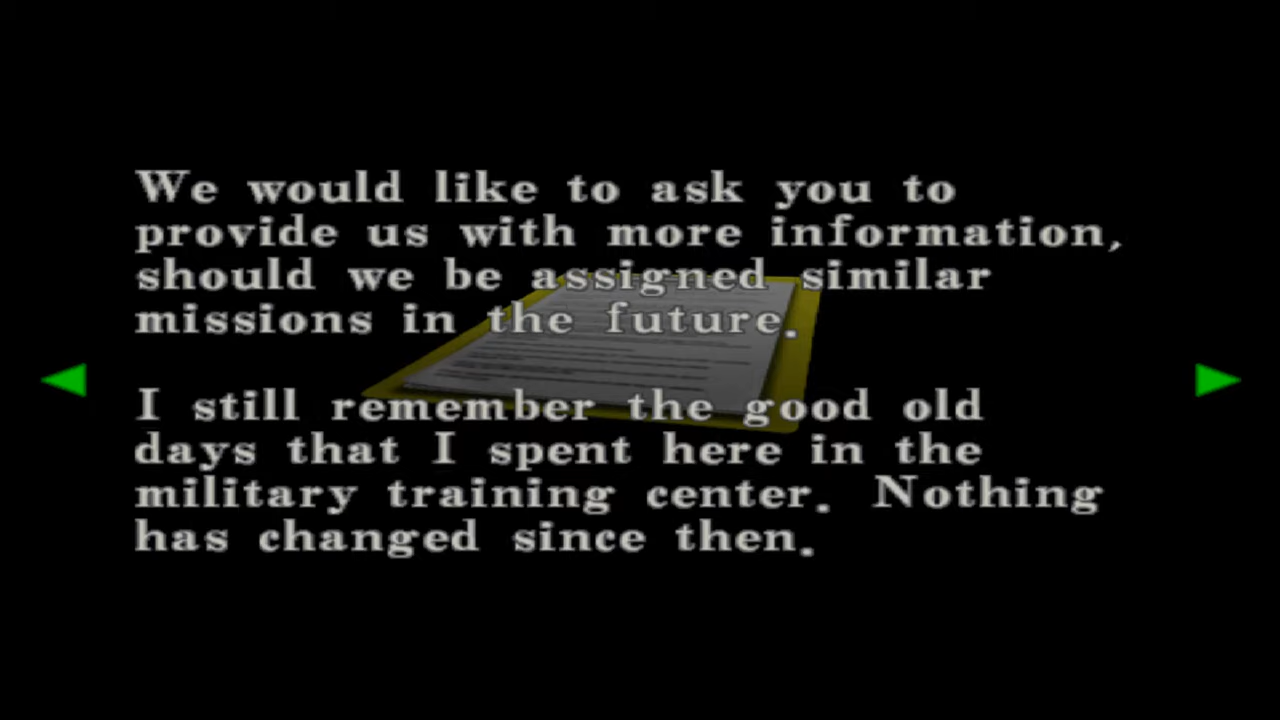 We would like to ask you to
provide us with more information,
should we be assigned similar
missions in the future.
I still remember the good old
days that I spent here in the
military training center. Nothing
has changed since then.